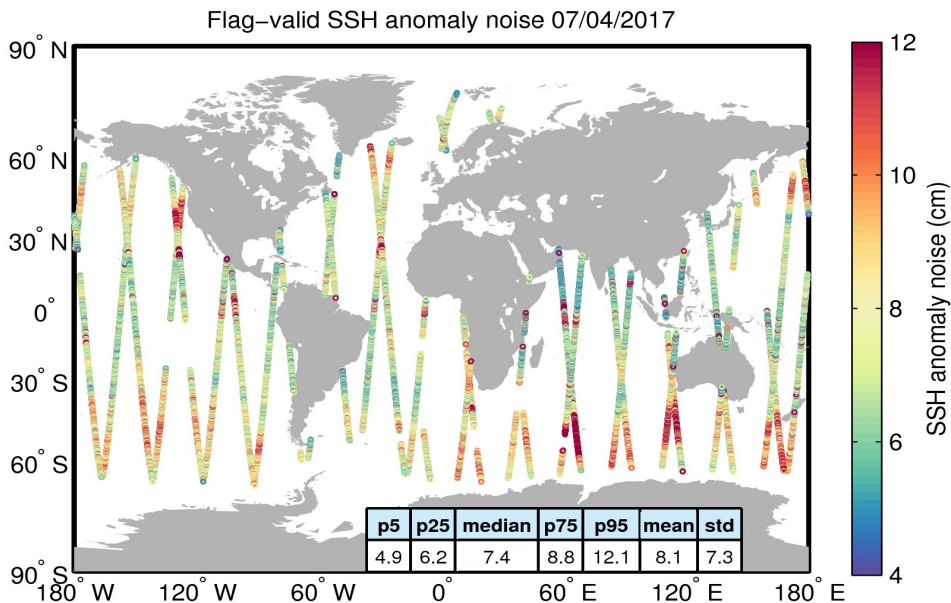 Flag−valid SSH anomaly noise 07/04/2017
90° N
60° N
30° N
0°
30° S
60° S
90° S
180° W 120° W 60° W 0° 60° E 120° E 180° E
p5 p25 median p75 p95 mean std
4.9 6.2 7.4 8.8 12.1 8.1 7.3
12
10
8
6
4
SSH anomaly noise (cm)